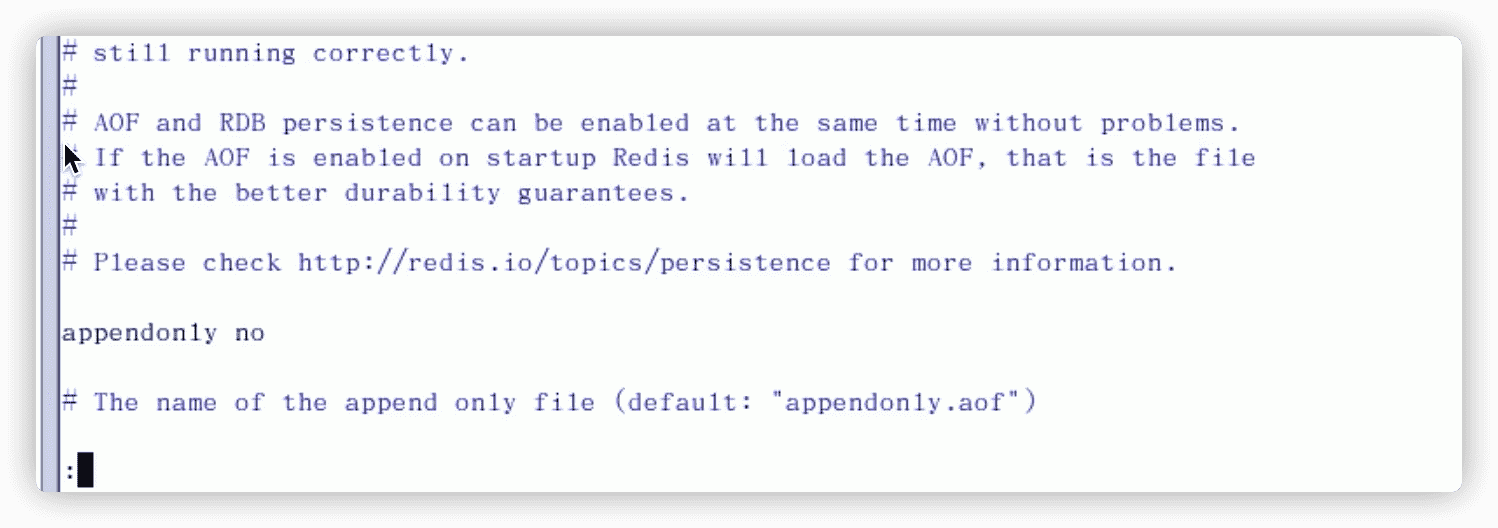 # still running correctly.
#
# AOF and RDB persistence can be enabled at the same time without problems.
# If the AOF is enabled on startup Redis will load the AOF, that is the file
# with the better durability guarantees.
#
# Please check http://redis.io/topics/persistence for more information.
appendonly no
# The name of the append only file (default: "appendonly.aof")
: